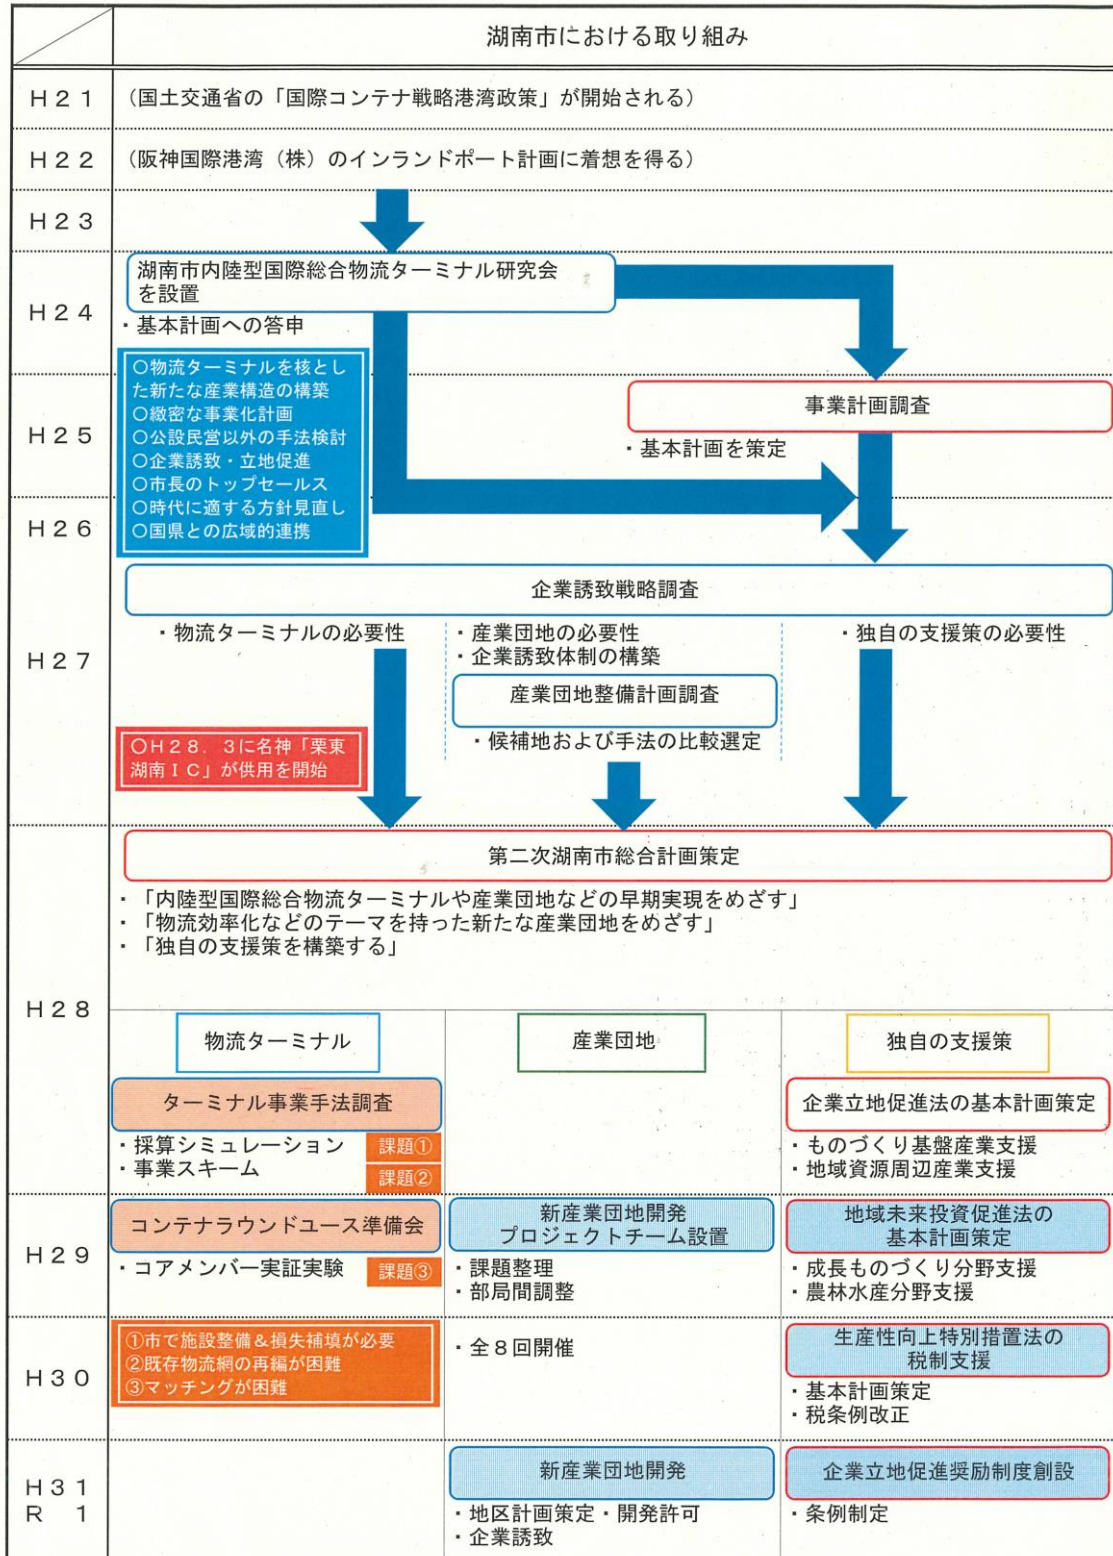 湖南市における取り組み
H21
(国土交通省の「国際コンテナ戦略港湾政策」が開始される)
H22
(阪神国際港湾(株)のインランドポート計画に着想を得る)
H23
H24
湖南市内陸型国際総合物流ターミナル研究会
を設置
・基本計画への答申
○物流ターミナルを核とし
た新たな産業構造の構築
○緻密な事業化計画
○公設民営以外の手法検討
○企業誘致・立地促進
○市長のトップセールス
○時代に適する方針見直し
○国県との広域的連携
H25
事業計画調査
・基本計画を策定
H26
企業誘致戦略調査
H27
・物流ターミナルの必要性
・産業団地の必要性
・企業誘致体制の構築
産業団地整備計画調査
・候補地および手法の比較選定
・独自の支援策の必要性
○H28.3に名神「栗東
湖南IC」が供用を開始
H28
第二次湖南市総合計画策定
・「内陸型国際総合物流ターミナルや産業団地などの早期実現をめざす」
・「物流効率化などのテーマを持った新たな産業団地をめざす」
・「独自の支援策を構築する」
物流ターミナル
産業団地
独自の支援策
ターミナル事業手法調査
・採算シミュレーション 課題①
・事業スキーム 課題②
企業立地促進法の基本計画策定
・ものづくり基盤産業支援
・地域資源周辺産業支援
H29
コンテナラウンドユース準備会
・コアメンバー実証実験 課題③
新産業団地開発
プロジェクトチーム設置
・課題整理
・部局間調整
地域未来投資促進法の
基本計画策定
・成長ものづくり分野支援
・農林水産分野支援
H30
①市で施設整備&損失補填が必要
②既存物流網の再編が困難
③マッチングが困難
・全8回開催
生産性向上特別措置法の
税制支援
・基本計画策定
・税条例改正
H31
R 1
新産業団地開発
・地区計画策定・開発許可
・企業誘致
企業立地促進奨励制度創設
・条例制定